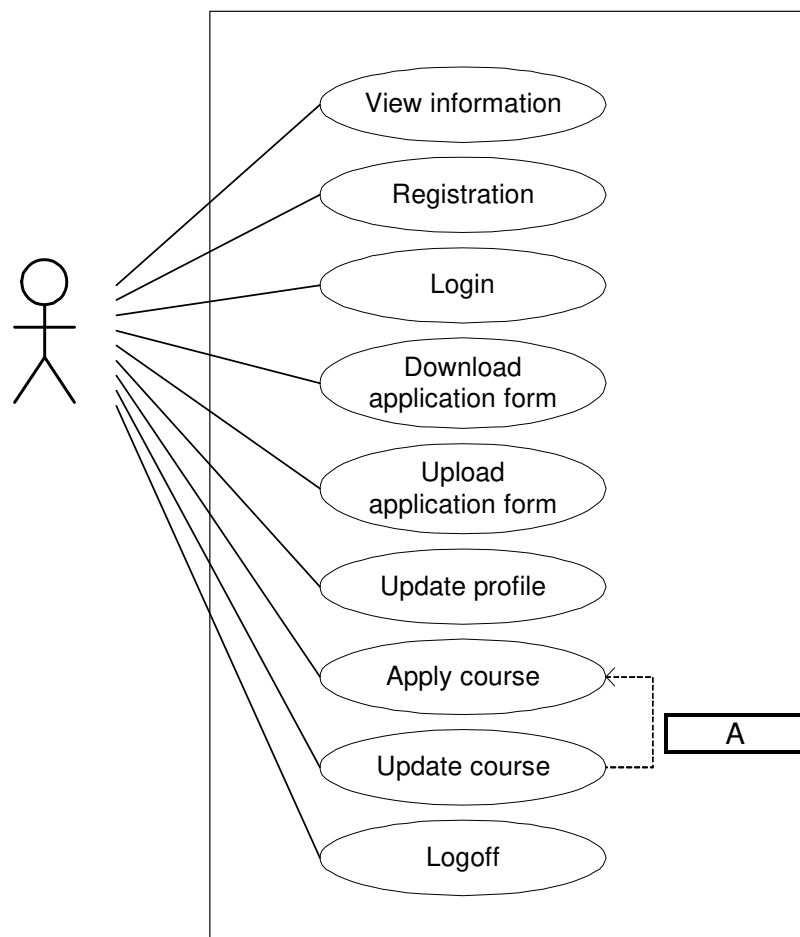 View information
Registration
Login
Download
application form
Upload
application form
Update profile
Apply course
A
Update course
Logoff